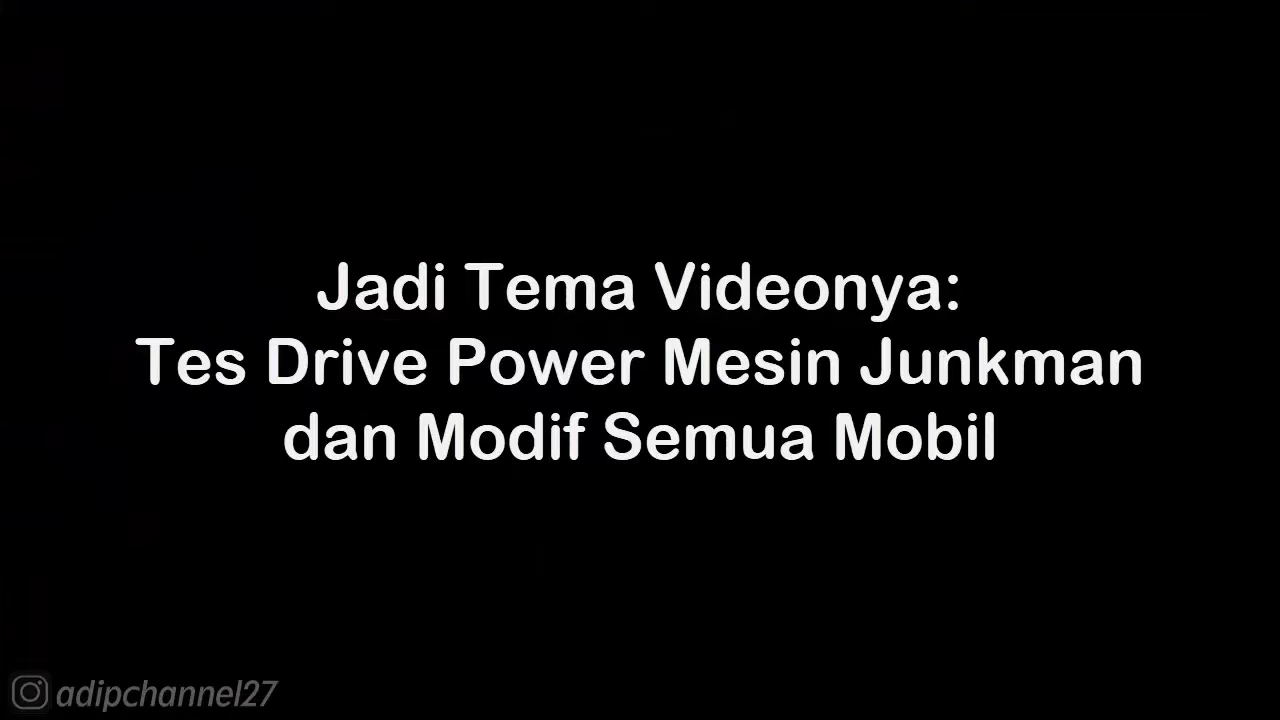 Jadi Tema Videonya:
Tes Drive Power Mesin Junkman
dan Modif Semua Mobil
adipchannel27